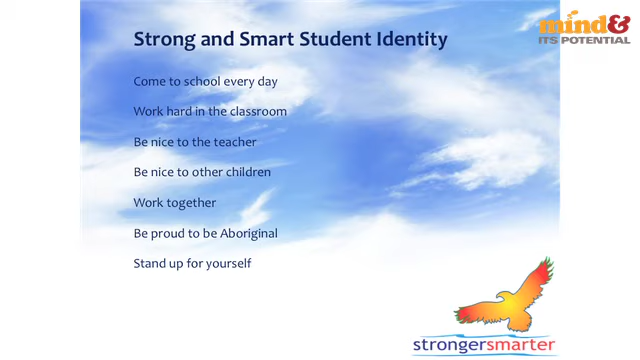 mind&
ITS POTENTIAL
Strong and Smart Student Identity
Come to school every day
Work hard in the classroom
Be nice to the teacher
Be nice to other children
Work together
Be proud to be Aboriginal
Stand up for yourself
strongersmarter